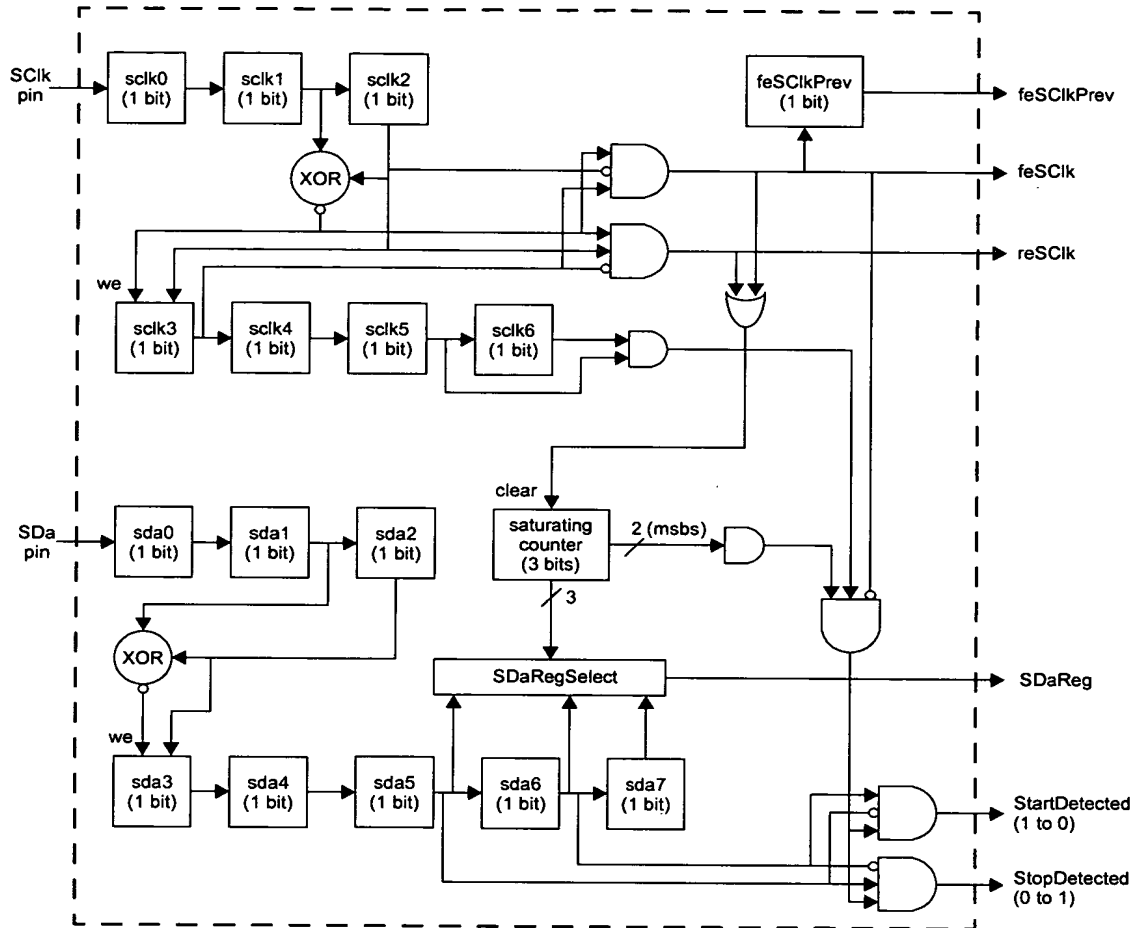 SClk
pin
sclk0
(1 bit)
sclk1
(1 bit)
sclk2
(1 bit)
feSClkPrev
(1 bit)
feSClkPrev
XOR
feSClk
reSClk
we
sclk3
(1 bit)
sclk4
(1 bit)
sclk5
(1 bit)
sclk6
(1 bit)
clear
SDa
pin
sda0
(1 bit)
sda1
(1 bit)
sda2
(1 bit)
saturating
counter
(3 bits)
2 (msbs)
3
XOR
SDaRegSelect
SDaReg
we
sda3
(1 bit)
sda4
(1 bit)
sda5
(1 bit)
sda6
(1 bit)
sda7
(1 bit)
StartDetected
(1 to 0)
StopDetected
(0 to 1)